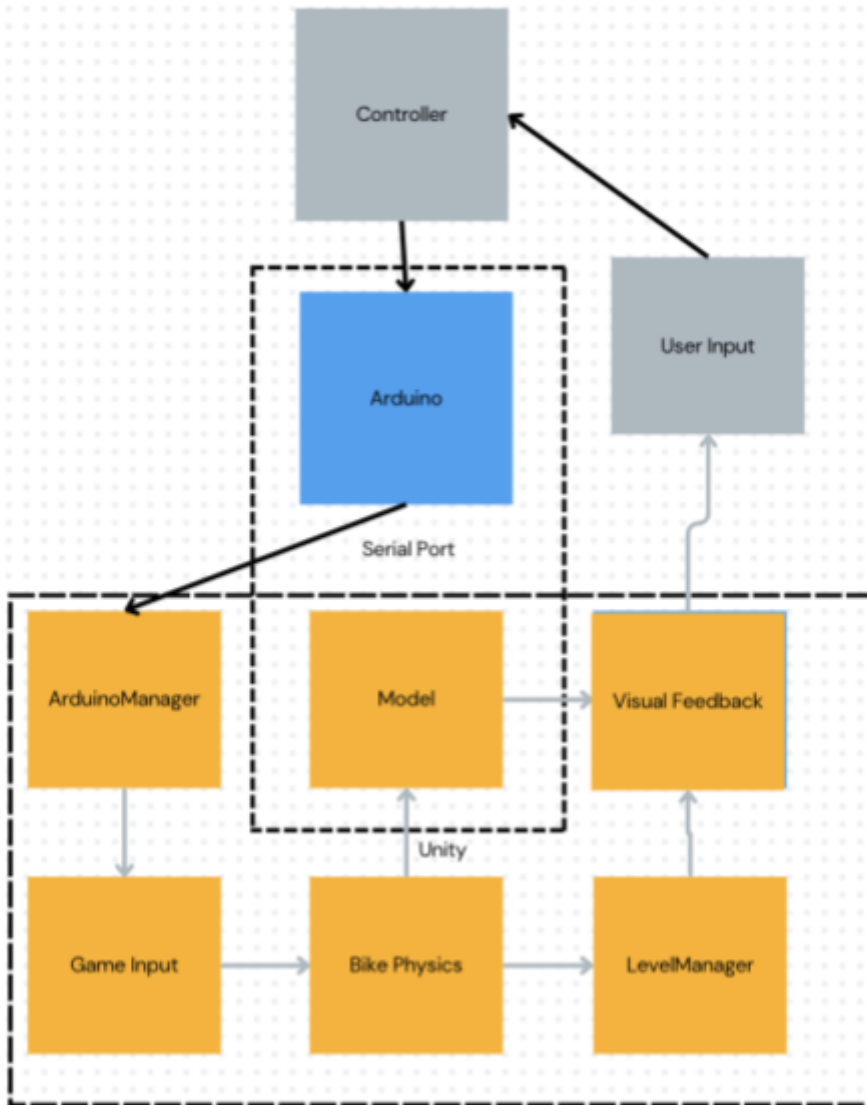 Controller
User Input
Arduino
Serial Port
ArduinoManager
Model
Visual Feedback
Unity
Game Input
Bike Physics
LevelManager